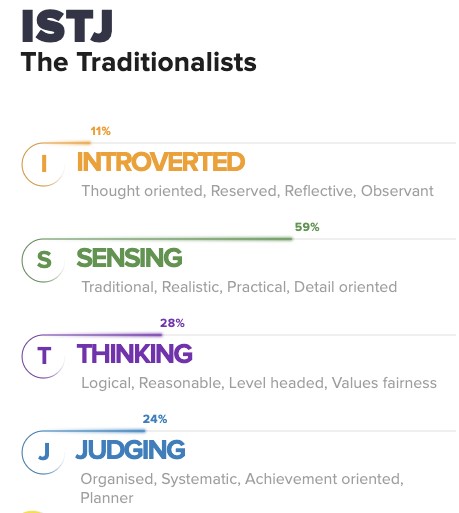 ISTJ
The Traditionalists
11%
I INTROVERTED
Thought oriented, Reserved, Reflective, Observant
59%
S SENSING
Traditional, Realistic, Practical, Detail oriented
28%
T THINKING
Logical, Reasonable, Level headed, Values fairness
24%
J JUDGING
Organised, Systematic, Achievement oriented,
Planner